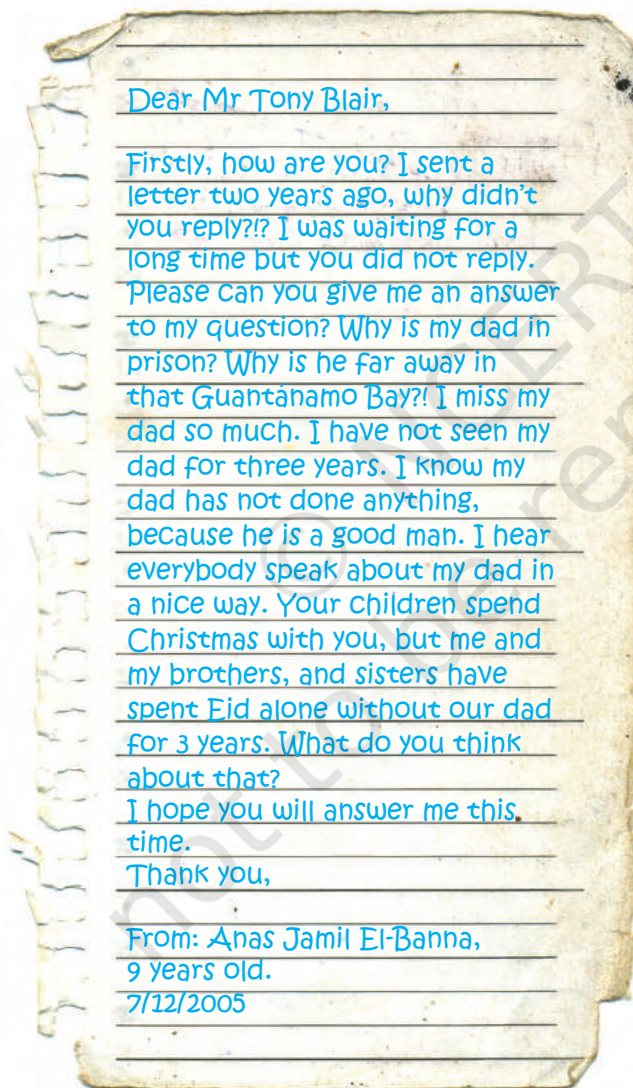 Dear Mr Tony Blair,
Firstly, how are you? I sent a
letter two years ago, why didn't
you reply?!? I was waiting for a
long time but you did not reply.
Please can you give me an answer
to my question? Why is my dad in
prison? Why is he far away in
that Guantánamo Bay?! I miss my
dad so much. I have not seen my
dad for three years. I know my
dad has not done anything,
because he is a good man. I hear
everybody speak about my dad in
a nice way. Your children spend
Christmas with you, but me and
my brothers, and sisters have
spent Eid alone without our dad
for 3 years. What do you think
about that?
I hope you will answer me this
time.
Thank you,
From: Anas Jamil El-Banna,
9 years old.
7/12/2005
© NCERT
not to be re